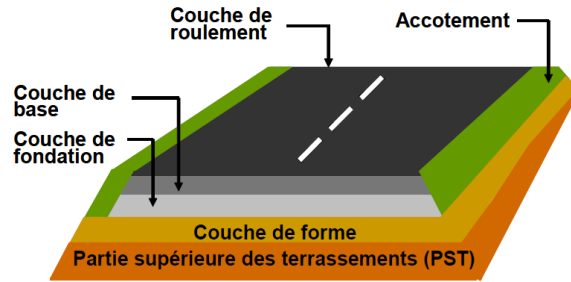 Couche de
roulement
Accotement
Couche de
base
Couche de
fondation
Couche de forme
Partie supérieure des terrassements (PST)